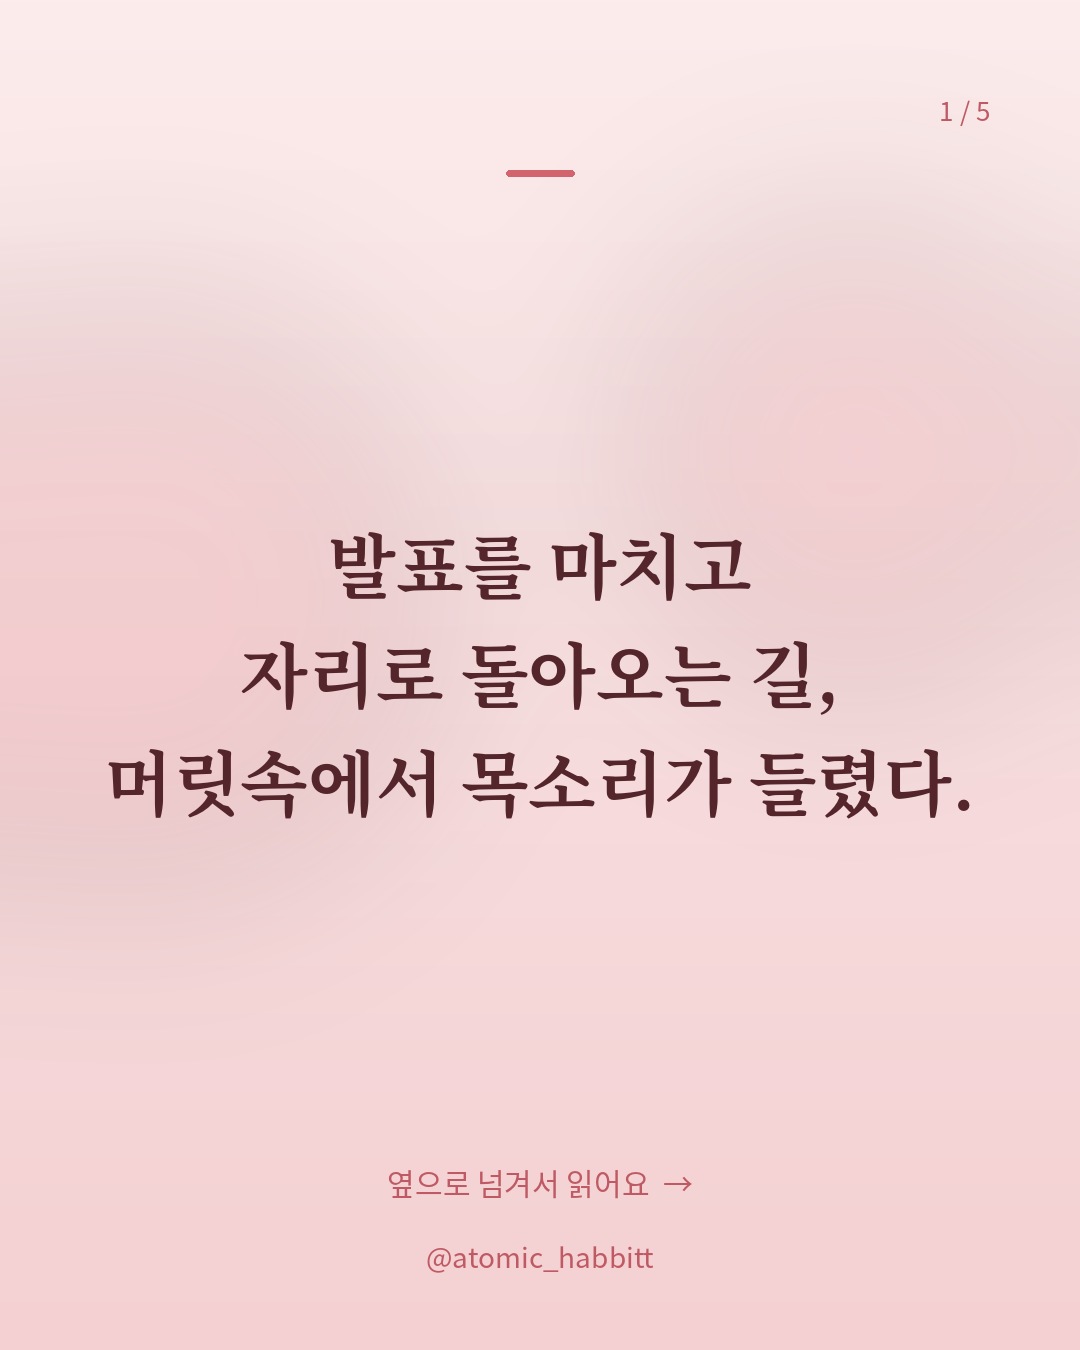 1 / 5
발표를 마치고
자리로 돌아오는 길,
머릿속에서 목소리가 들렸다.
옆으로 넘겨서 읽어요 →
@atomic_habbitt